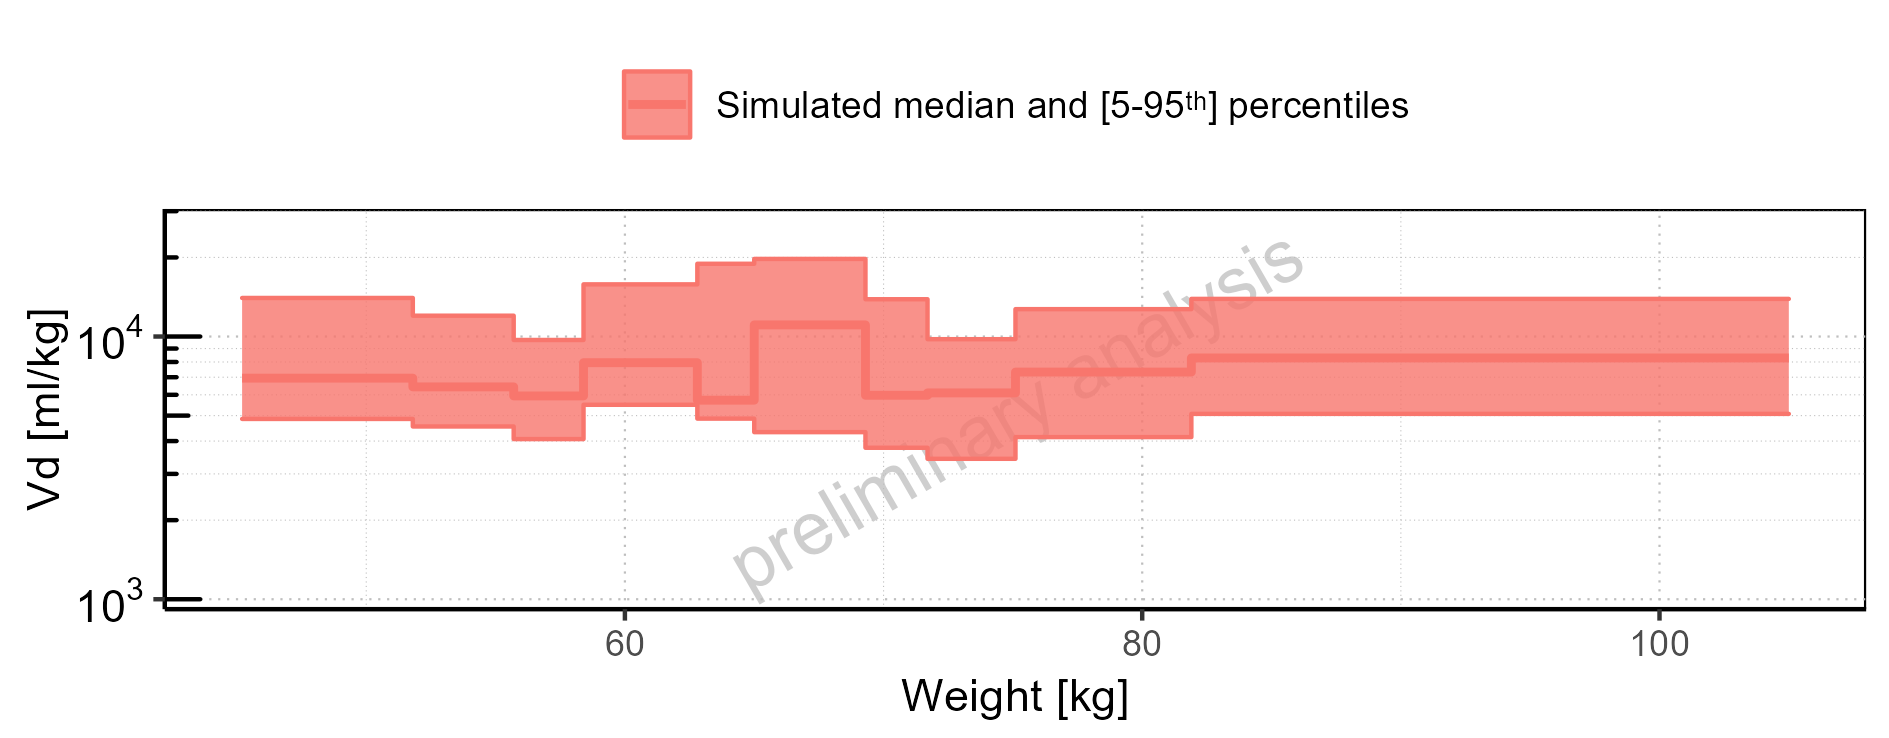 Simulated median and [5-95th] percentiles
Vd [ml/kg]
10^4
10^3
preliminary analysis
60 80 100
Weight [kg]